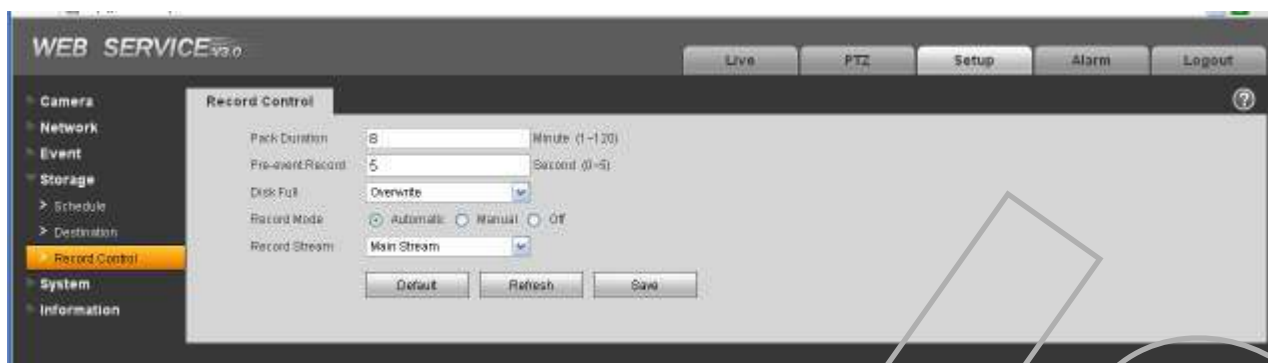 WEB SERVICE V3.0
Live PTZ Setup Alarm Logout
Camera
Network
Event
Storage
> Schedule
> Destination
Record Control
System
Information
Record Control
Pack Duration 8 Minute (1~120)
Pre-event Record 5 Second (0~5)
Disk Full Overwrite
Record Mode Automatic Manual Off
Record Stream Main Stream
Default Refresh Save